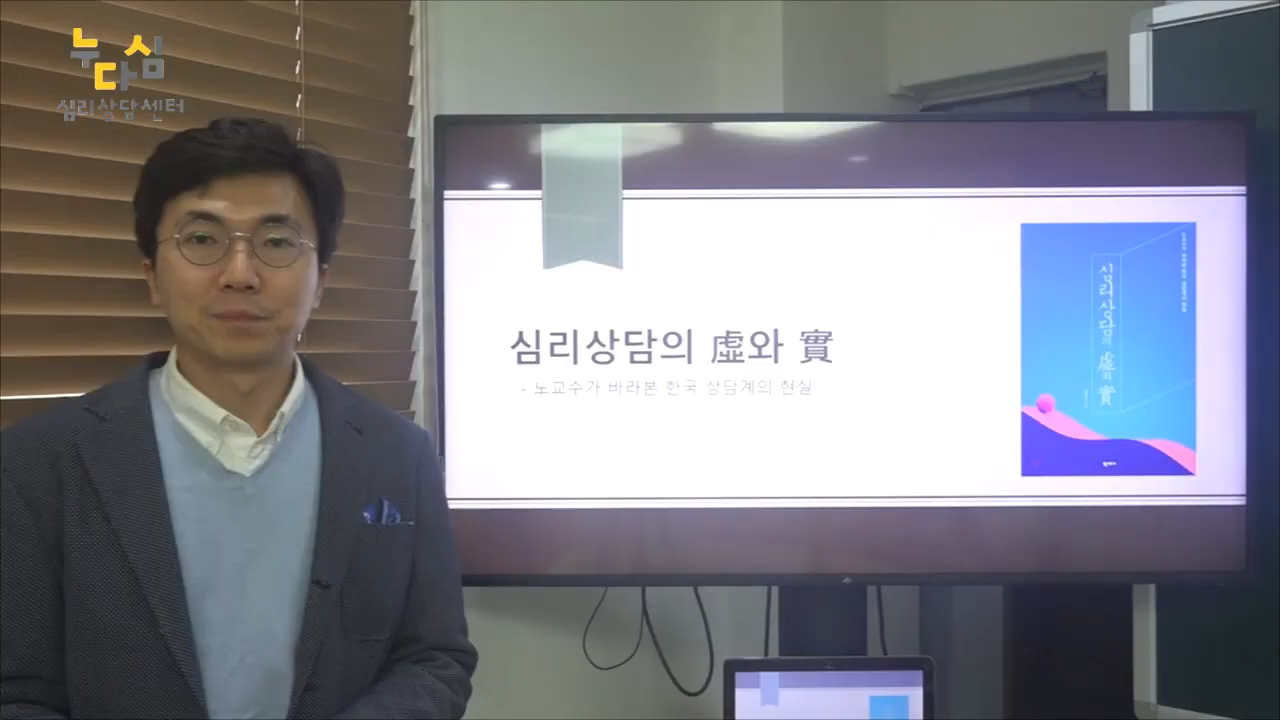 누다심
심리상담센터
심리상담의 虛와 實
- 노교수가 바라본 한국 상담계의 현실
심리상담의 虛와 實